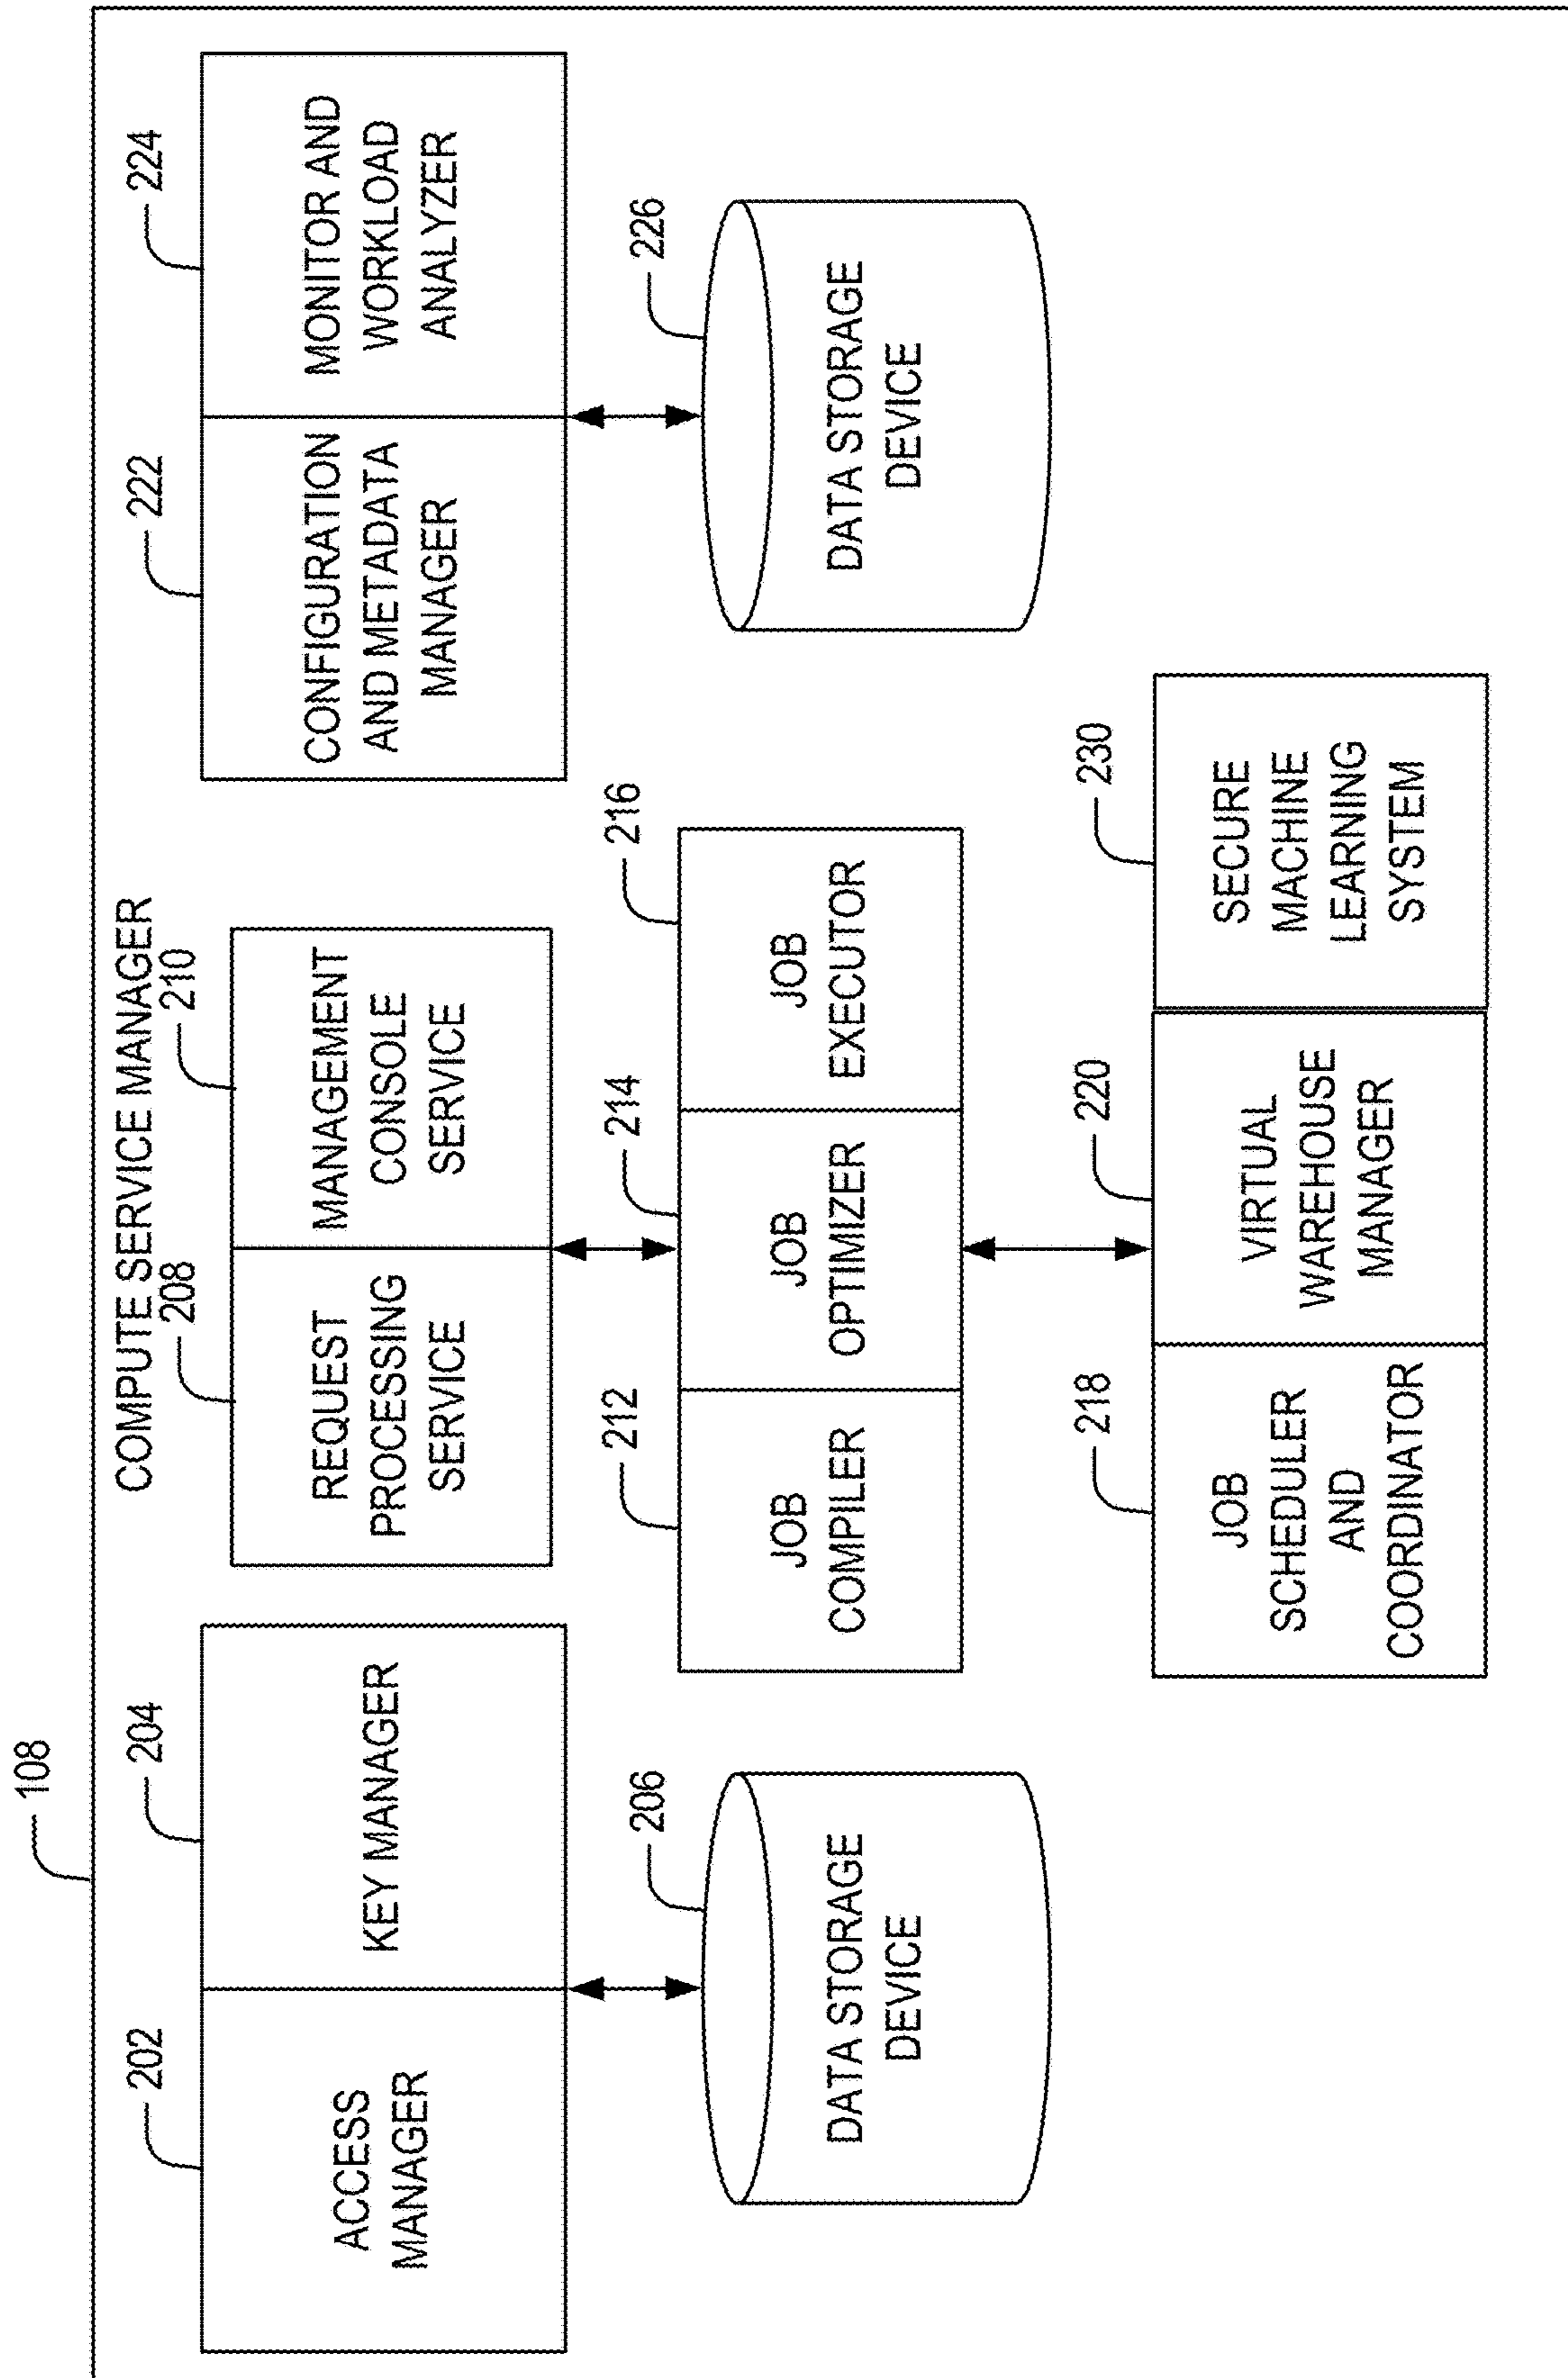 108
COMPUTE SERVICE MANAGER
202
204
208
210
222
224
ACCESS
MANAGER
KEY MANAGER
REQUEST
PROCESSING
SERVICE
MANAGEMENT
CONSOLE
SERVICE
CONFIGURATION
AND METADATA
MANAGER
MONITOR AND
WORKLOAD
ANALYZER
206
212
214
216
226
DATA STORAGE
DEVICE
JOB
COMPILER
JOB
OPTIMIZER
JOB
EXECUTOR
DATA STORAGE
DEVICE
218
220
230
JOB
SCHEDULER
AND
COORDINATOR
VIRTUAL
WAREHOUSE
MANAGER
SECURE
MACHINE
LEARNING
SYSTEM